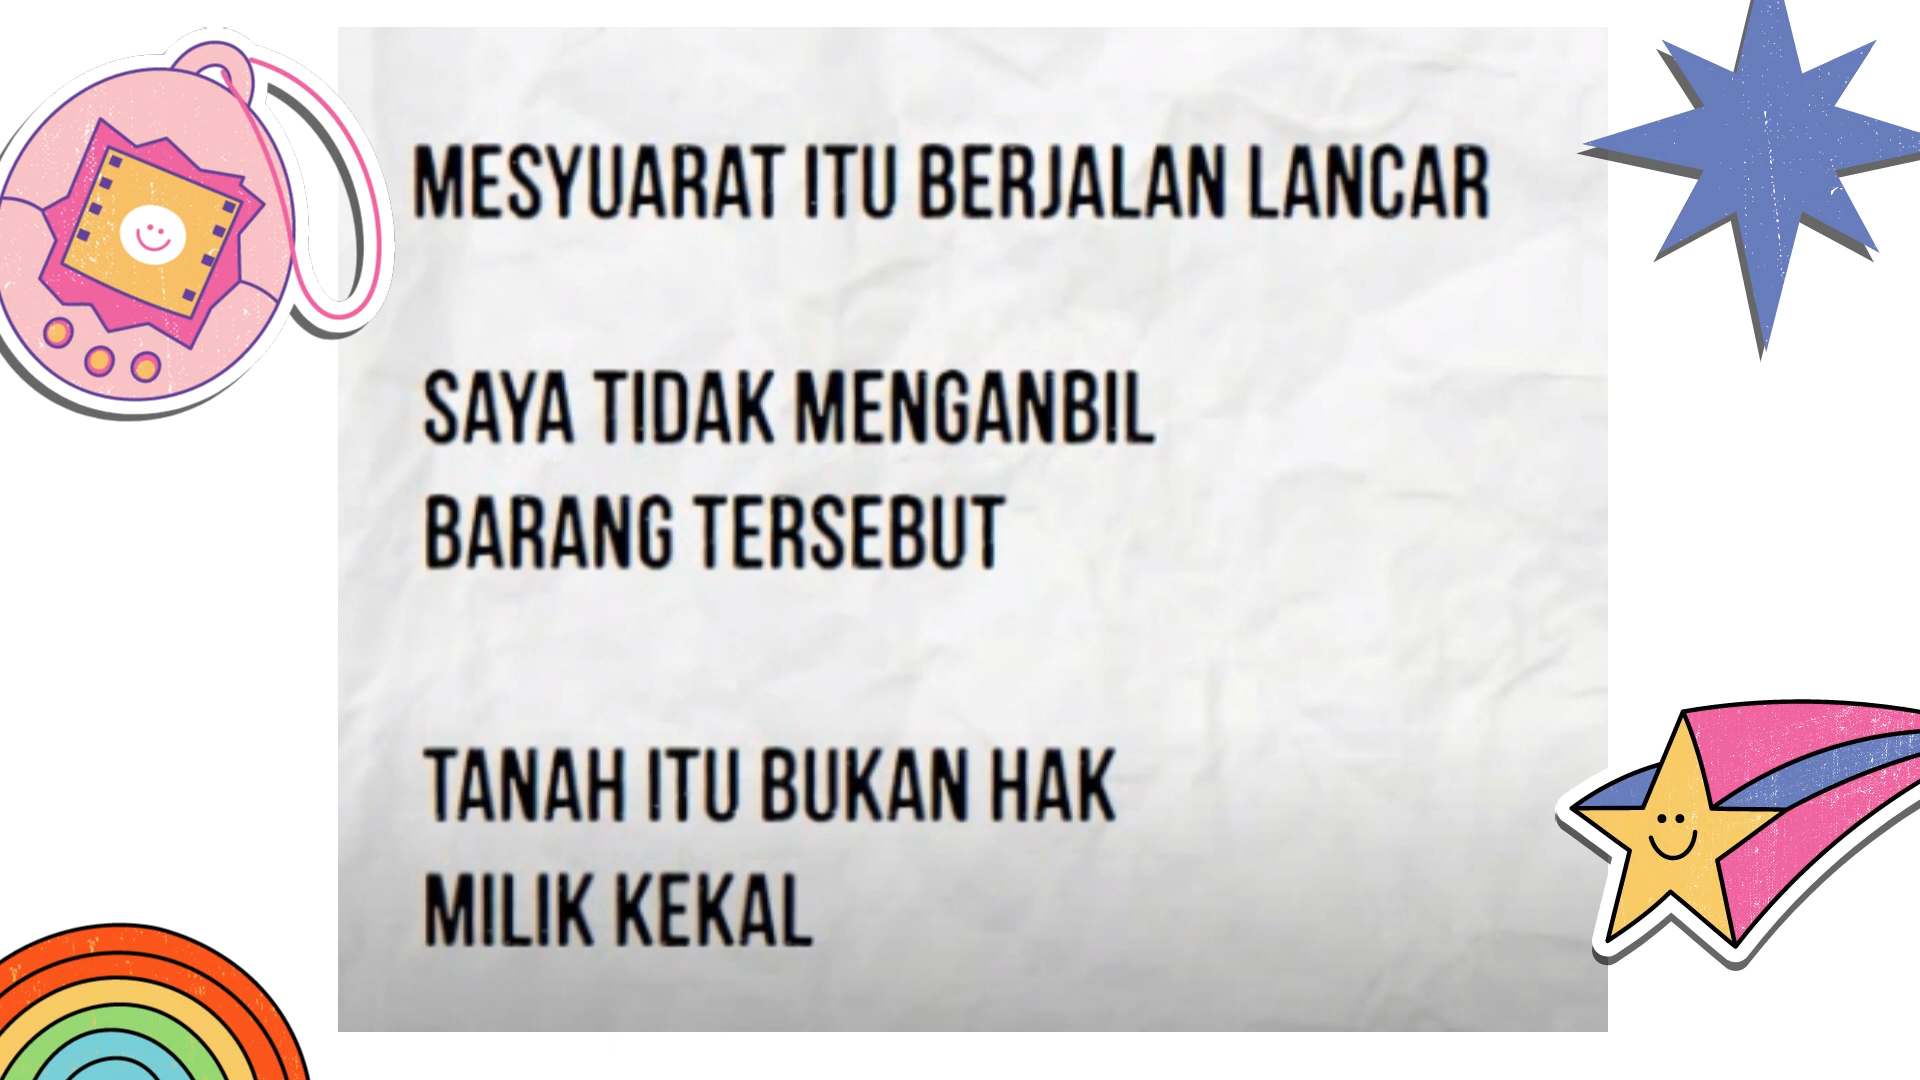 MESYUARAT ITU BERJALAN LANCAR
SAYA TIDAK MENGANBIL
BARANG TERSEBUT
TANAH ITU BUKAN HAK
MILIK KEKAL